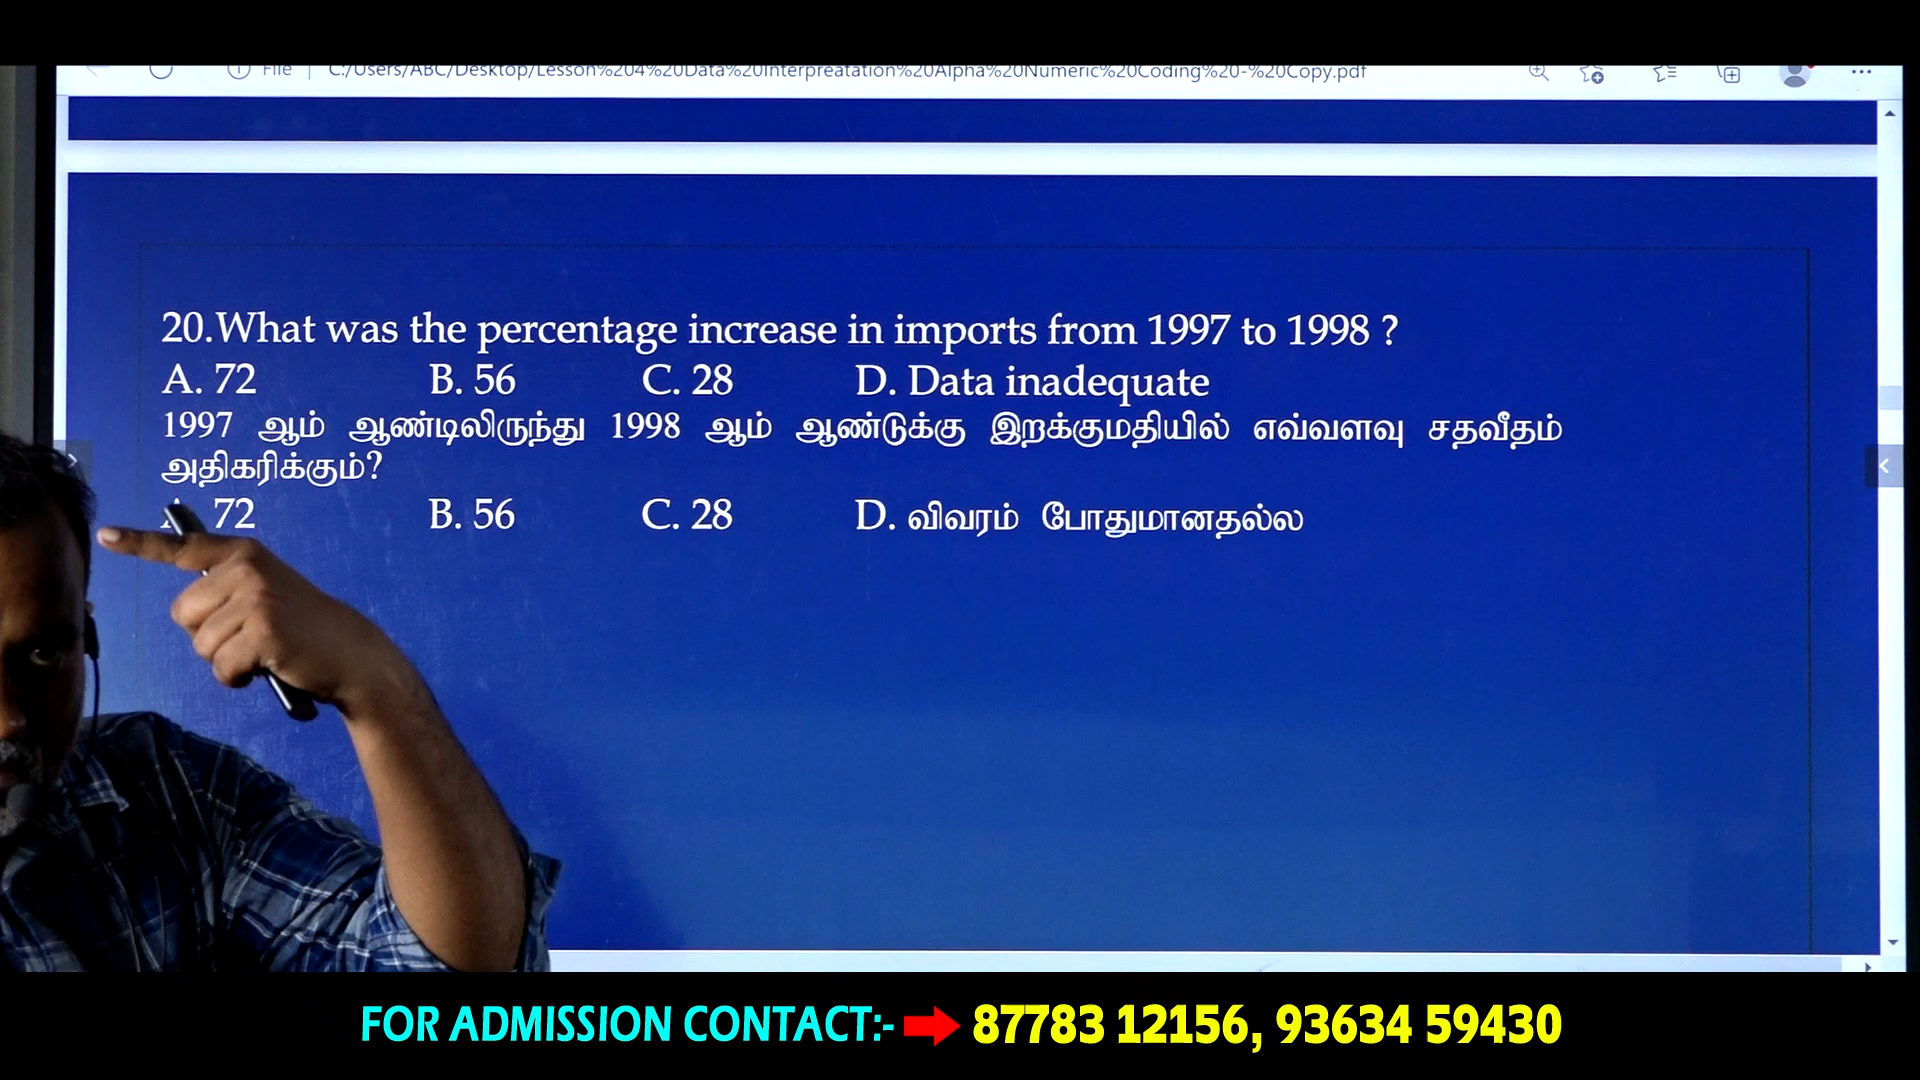 File | C:/Users/ABC/Desktop/Lesson%204%20Data%20Interpreatation%20Alpha%20Numeric%20Coding%20-%20Copy.pdf
20.What was the percentage increase in imports from 1997 to 1998 ?
A. 72 B. 56 C. 28 D. Data inadequate
1997 ஆம் ஆண்டிலிருந்து 1998 ஆம் ஆண்டுக்கு இறக்குமதியில் எவ்வளவு சதவீதம்
அதிகரிக்கும்?
A. 72 B. 56 C. 28 D. விவரம் போதுமானதல்ல
FOR ADMISSION CONTACT:- 87783 12156, 93634 59430